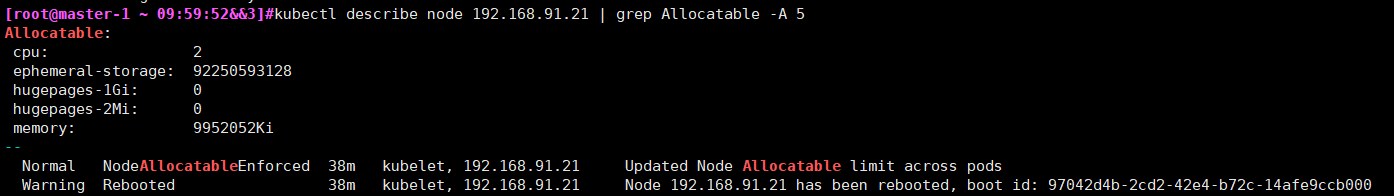 [root@master-1 ~ 09:59:52&&3]#kubectl describe node 192.168.91.21 | grep Allocatable -A 5
Allocatable:
 cpu:                2
 ephemeral-storage:  92250593128
 hugepages-1Gi:      0
 hugepages-2Mi:      0
 memory:             9952052Ki
--
  Normal   NodeAllocatableEnforced  38m   kubelet, 192.168.91.21     Updated Node Allocatable limit across pods
  Warning  Rebooted                 38m   kubelet, 192.168.91.21     Node 192.168.91.21 has been rebooted, boot id: 97042d4b-2cd2-42e4-b72c-14afe9ccb000